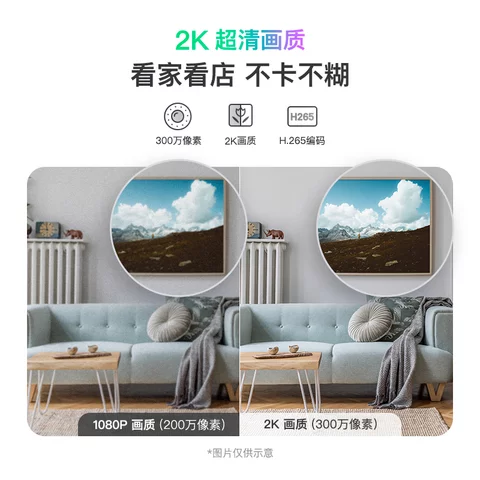 2K 超清画质
看家看店 不卡不糊
H265
300万像素
2K画质
H.265编码
1080P 画质 (200万像素)
2K 画质 (300万像素)
*图片仅供示意